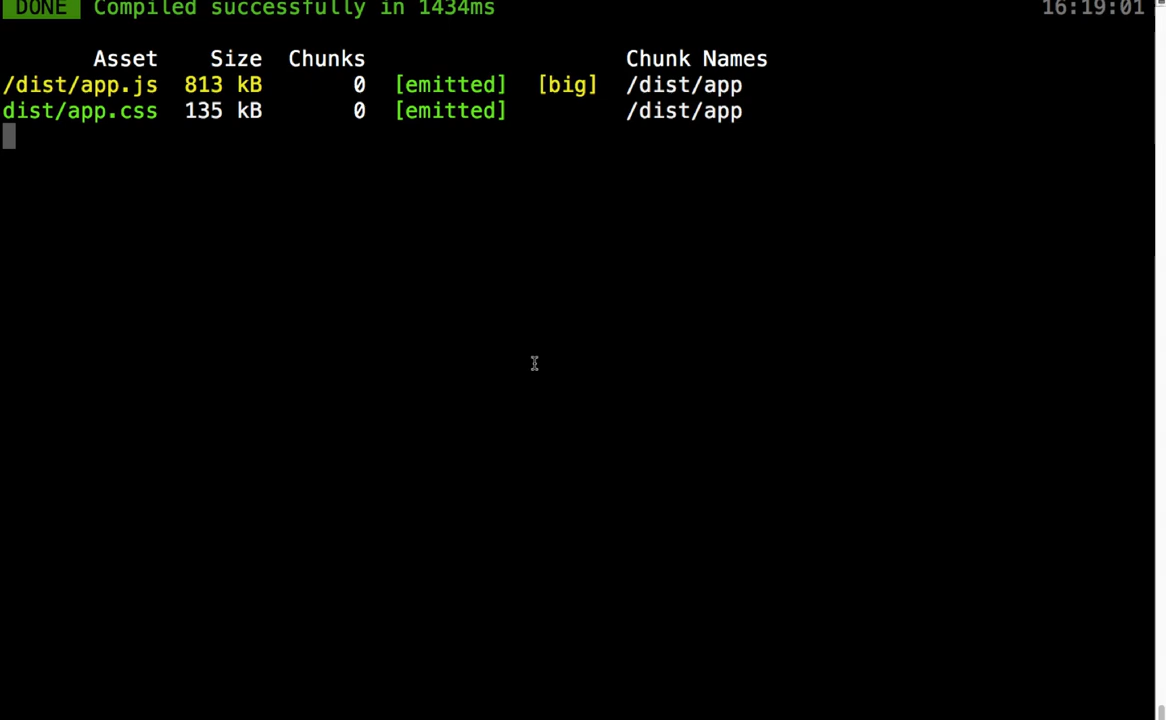 DONE Compiled successfully in 1434ms 16:19:01
Asset Size Chunks Chunk Names
/dist/app.js 813 kB 0 [emitted] [big] /dist/app
dist/app.css 135 kB 0 [emitted] /dist/app